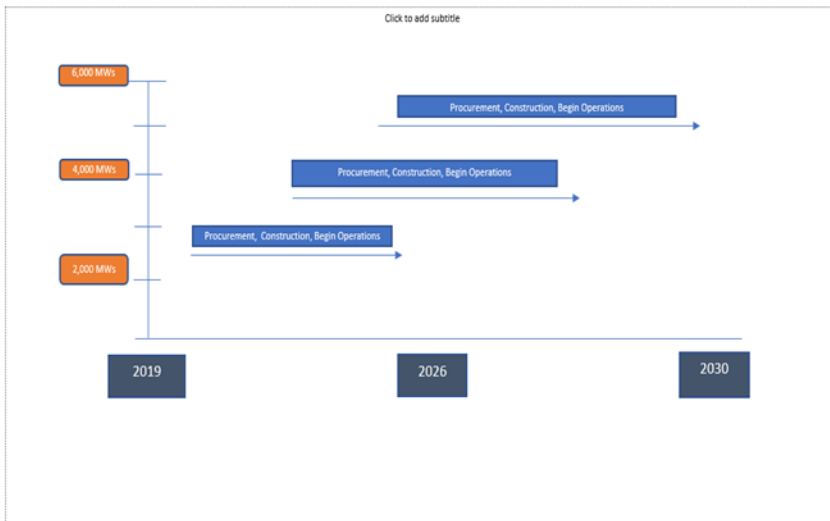 Click to add subtitle
6,000 MWs
Procurement, Construction, Begin Operations
4,000 MWs
Procurement, Construction, Begin Operations
Procurement,  Construction, Begin Operations
2,000 MWs
2019
2026
2030